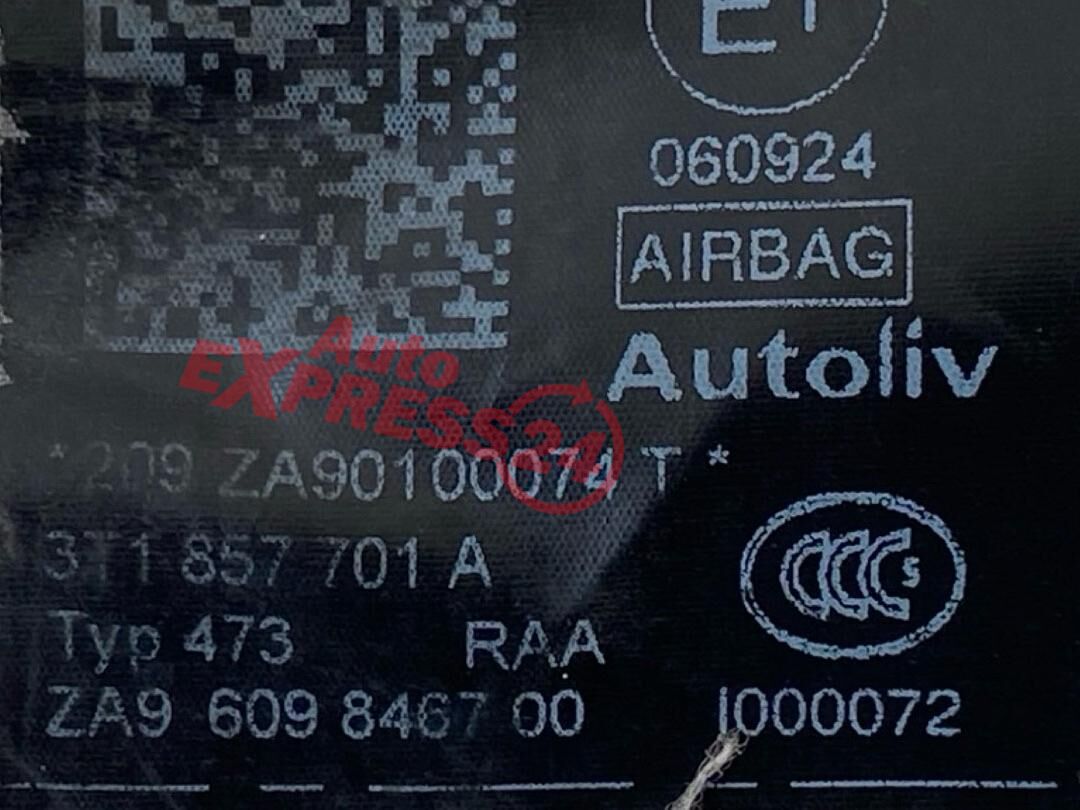 E1
060924
AIRBAG
Autoliv
Auto
EXPRESS24
*209 ZA90100074 T *
3T1 857 701 A
CCC S
Typ 473 RAA
ZA9 609 8467 00 I000072